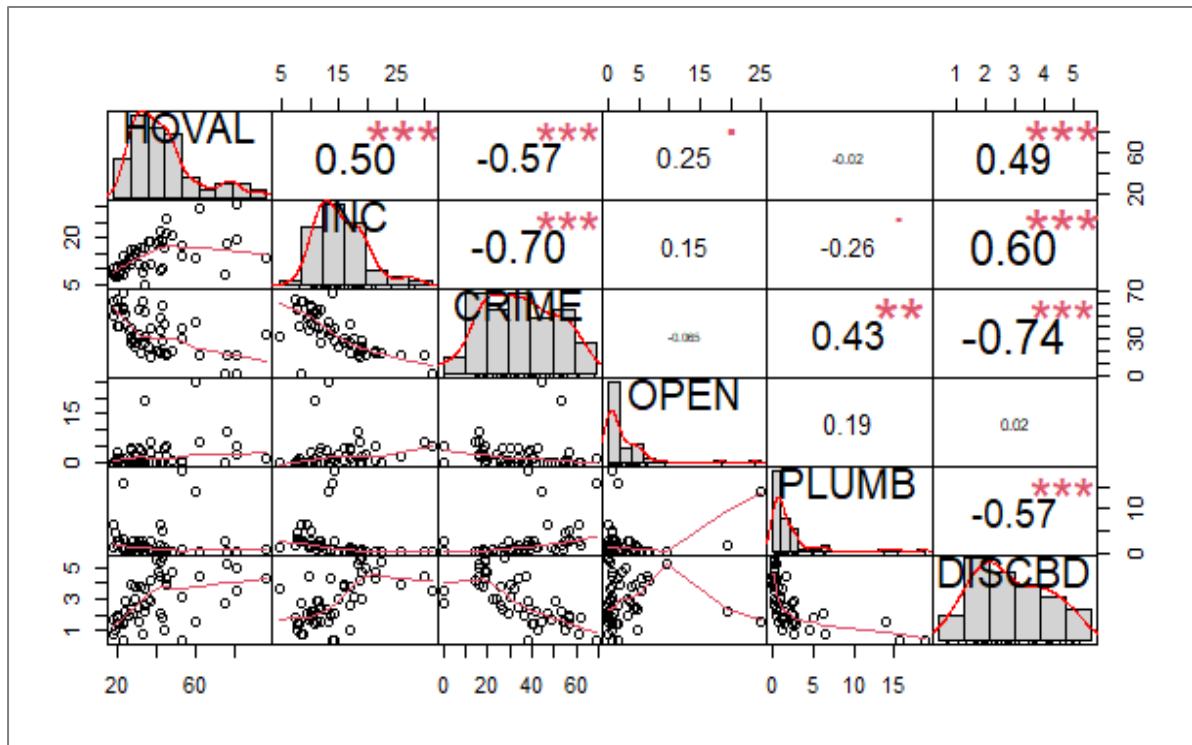 5 15 25 0 5 15 25 1 2 3 4 5
HOVAL 0.50 *** -0.57 *** 0.25 . -0.02 0.49 *** 20 60
20 5 INC -0.70 *** 0.15 -0.26 . 0.60 ***
CRIME -0.065 0.43 ** -0.74 *** 0 30 70
0 15 OPEN 0.19 0.02
PLUMB -0.57 *** 0 10
1 3 5 DISCBD
20 60 0 20 40 60 0 5 10 15